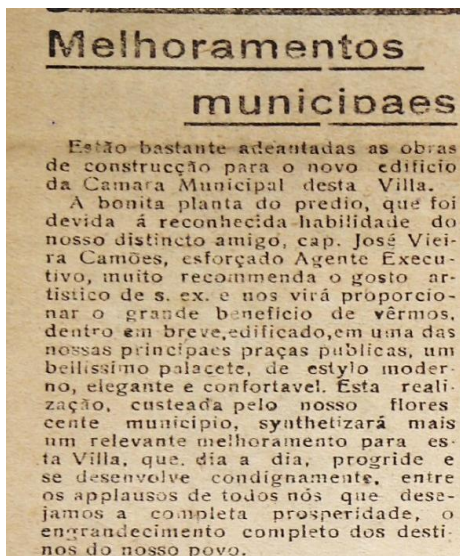 Melhoramentos
municipaes
Estão bastante adeantadas as obras
de construcção para o novo edificio
da Camara Municipal desta Villa.
A bonita planta do predio, que foi
devida á reconhecida habilidade do
nosso distincto amigo, cap. José Viei-
ra Camões, esforçado Agente Execu-
tivo, muito recommenda o gosto ar-
tistico de s. ex. e nos virá proporcio-
nar o grande beneficio de vêrmos,
dentro em breve,edificado,em uma das
nossas principaes praças publicas, um
bellissimo palacete, de estylo moder-
no, elegante e confortavel. Esta reali-
zação, custeada pelo nosso flores
cente municipio, synthetizará mais
um relevante melhoramento para es-
ta Villa, que, dia a dia, progride e
se desenvolve condignamente, entre
os applausos de todos nós que dese-
jamos a completa prosperidade, o
engrandecimento completo dos desti-
nos do nosso povo.